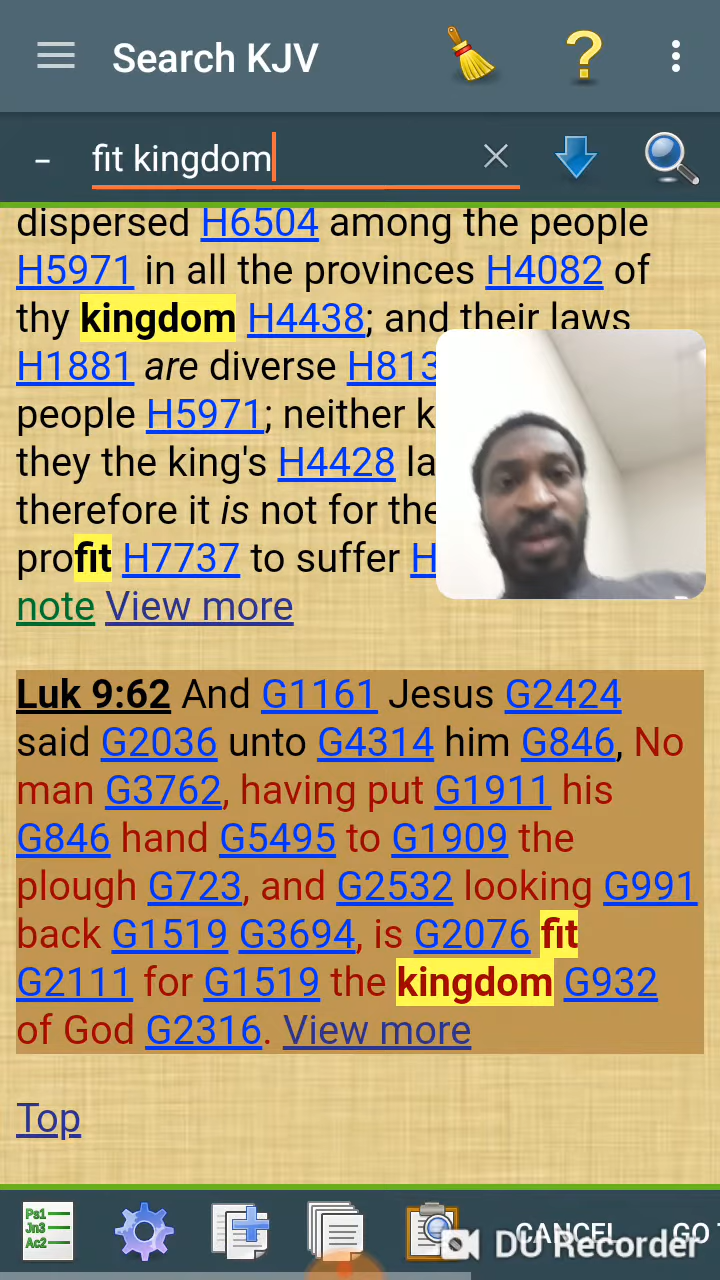 Search KJV
?
– fit kingdom
dispersed H6504 among the people
H5971 in all the provinces H4082 of
thy kingdom H4438; and their laws
H1881 are diverse H813
people H5971; neither k
they the king's H4428 la
therefore it is not for the
profit H7737 to suffer H
note View more
Luk 9:62 And G1161 Jesus G2424
said G2036 unto G4314 him G846, No
man G3762, having put G1911 his
G846 hand G5495 to G1909 the
plough G723, and G2532 looking G991
back G1519 G3694, is G2076 fit
G2111 for G1519 the kingdom G932
of God G2316. View more
Top
Ps1
Jn3
Ac2
CANCEL GO
DU Recorder